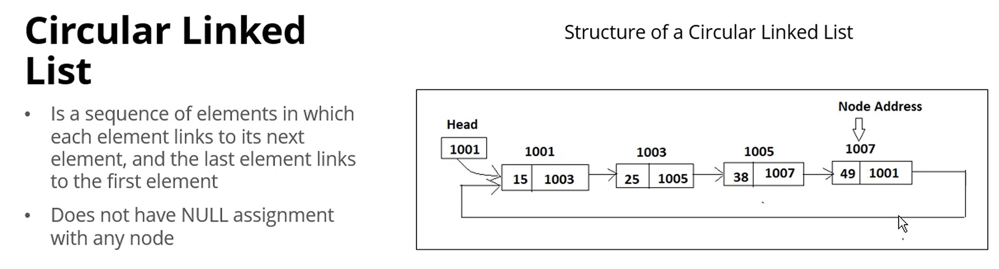 Circular Linked
List
• Is a sequence of elements in which
each element links to its next
element, and the last element links
to the first element
• Does not have NULL assignment
with any node
Structure of a Circular Linked List
Node Address
Head
1001
1001
1003
1005
1007
15 1003
25 1005
38 1007
49 1001